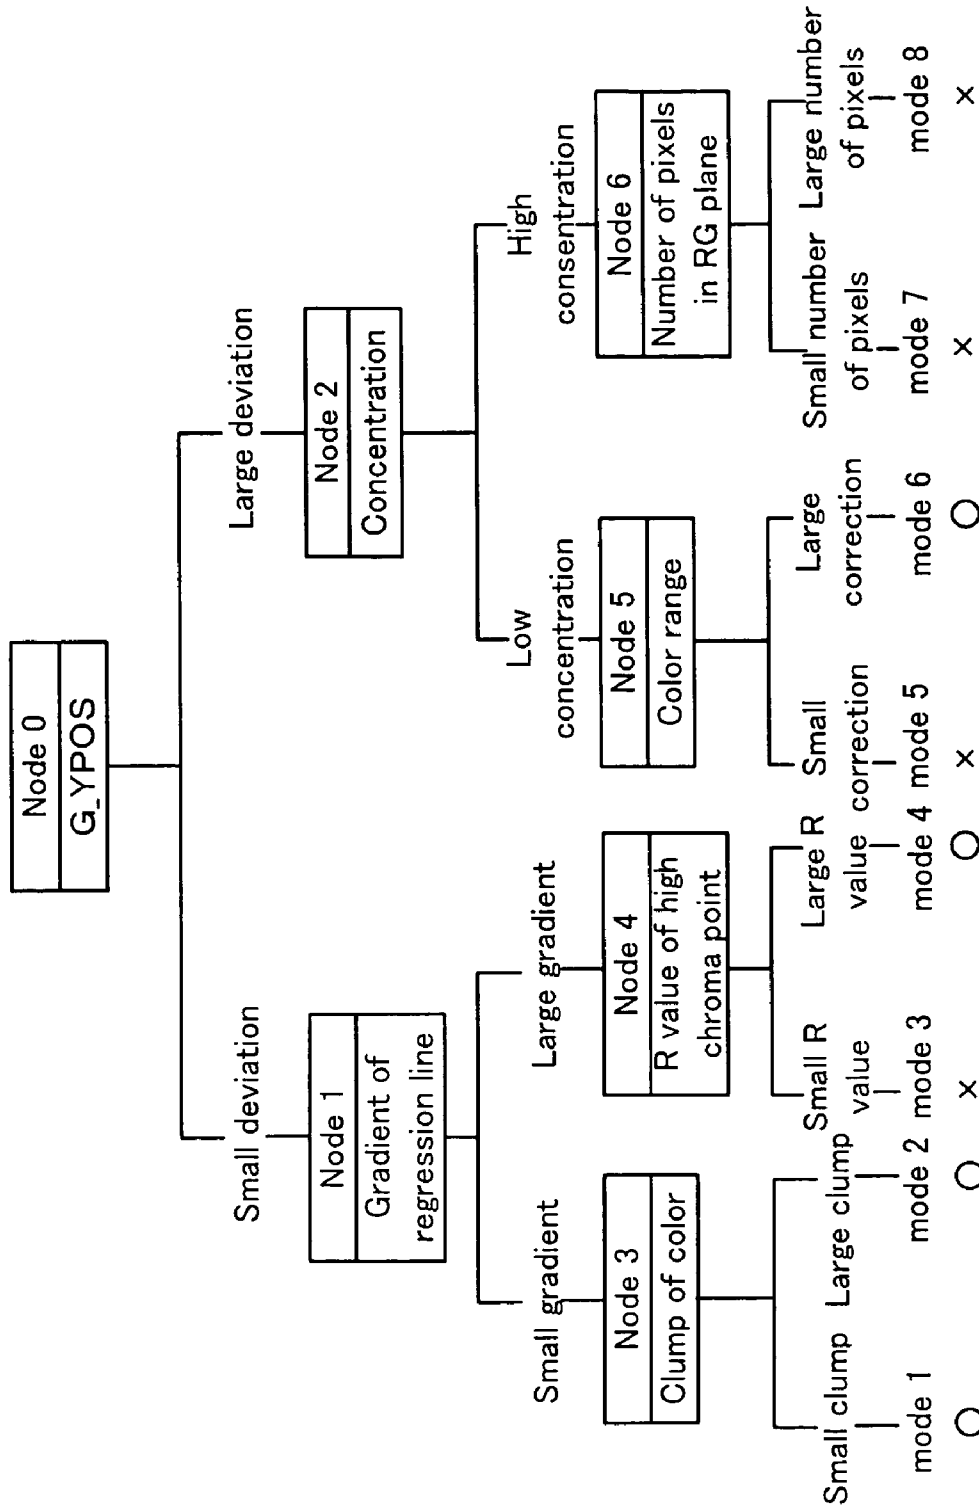 Node 0
G_YPOS
Small deviation
Large deviation
Node 1
Gradient of
regression line
Node 2
Concentration
Small gradient
Large gradient
Low
concentration
High
consentration
Node 3
Clump of color
Node 4
R value of high
chroma point
Node 5
Color range
Node 6
Number of pixels
in RG plane
Small clump
Large clump
Small R
value
Large R
value
Small
correction
Large
correction
Small number
of pixels
Large number
of pixels
mode 1
mode 2
mode 3
mode 4
mode 5
mode 6
mode 7
mode 8
○ ○ × ○ × ○ × ×